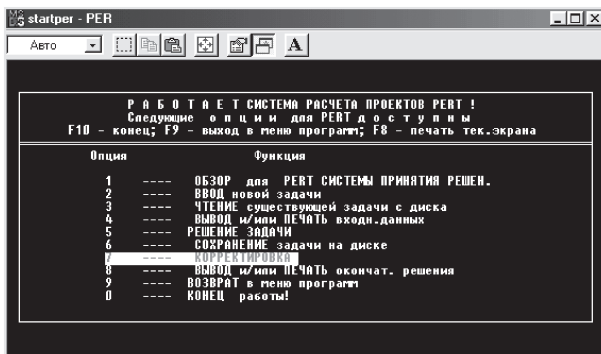 startper - PER
Авто
A
Р А Б О Т А Е Т СИСТЕМА РАСЧЕТА ПРОЕКТОВ PERT !
Следующие о п ц и и для PERT д о с т у п н ы
F10 - конец; F9 - выход в меню программ; F8 - печать тек.экрана
Опция Функция
1 ---- ОБЗОР для PERT СИСТЕМЫ ПРИНЯТИЯ РЕШЕН.
2 ---- ВВОД новой задачи
3 ---- ЧТЕНИЕ существующей задачи с диска
4 ---- ВЫВОД и/или ПЕЧАТЬ входн.данных
5 ---- РЕШЕНИЕ ЗАДАЧИ
6 ---- СОХРАНЕНИЕ задачи на диске
7 ---- КОРРЕКТИРОВКА
8 ---- ВЫВОД и/или ПЕЧАТЬ окончат. решения
9 ---- ВОЗВРАТ в меню программ
0 ---- КОНЕЦ работы!